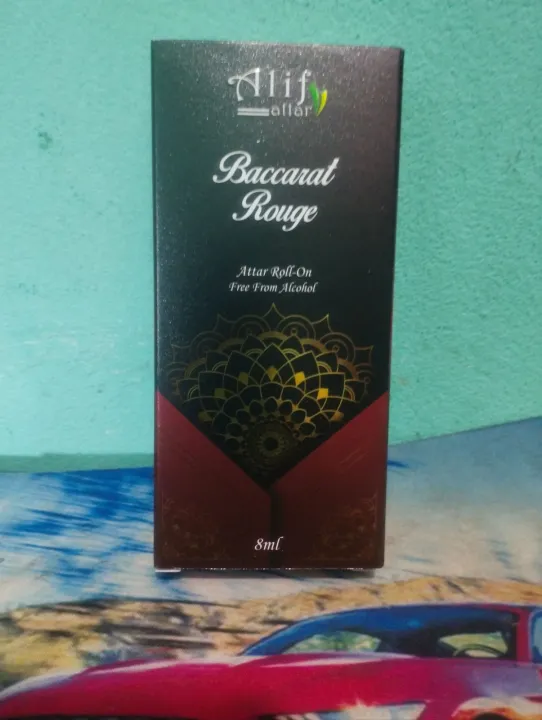 Alif
attar
Baccarat
Rouge
Attar Roll-On
Free From Alcohol
8ml